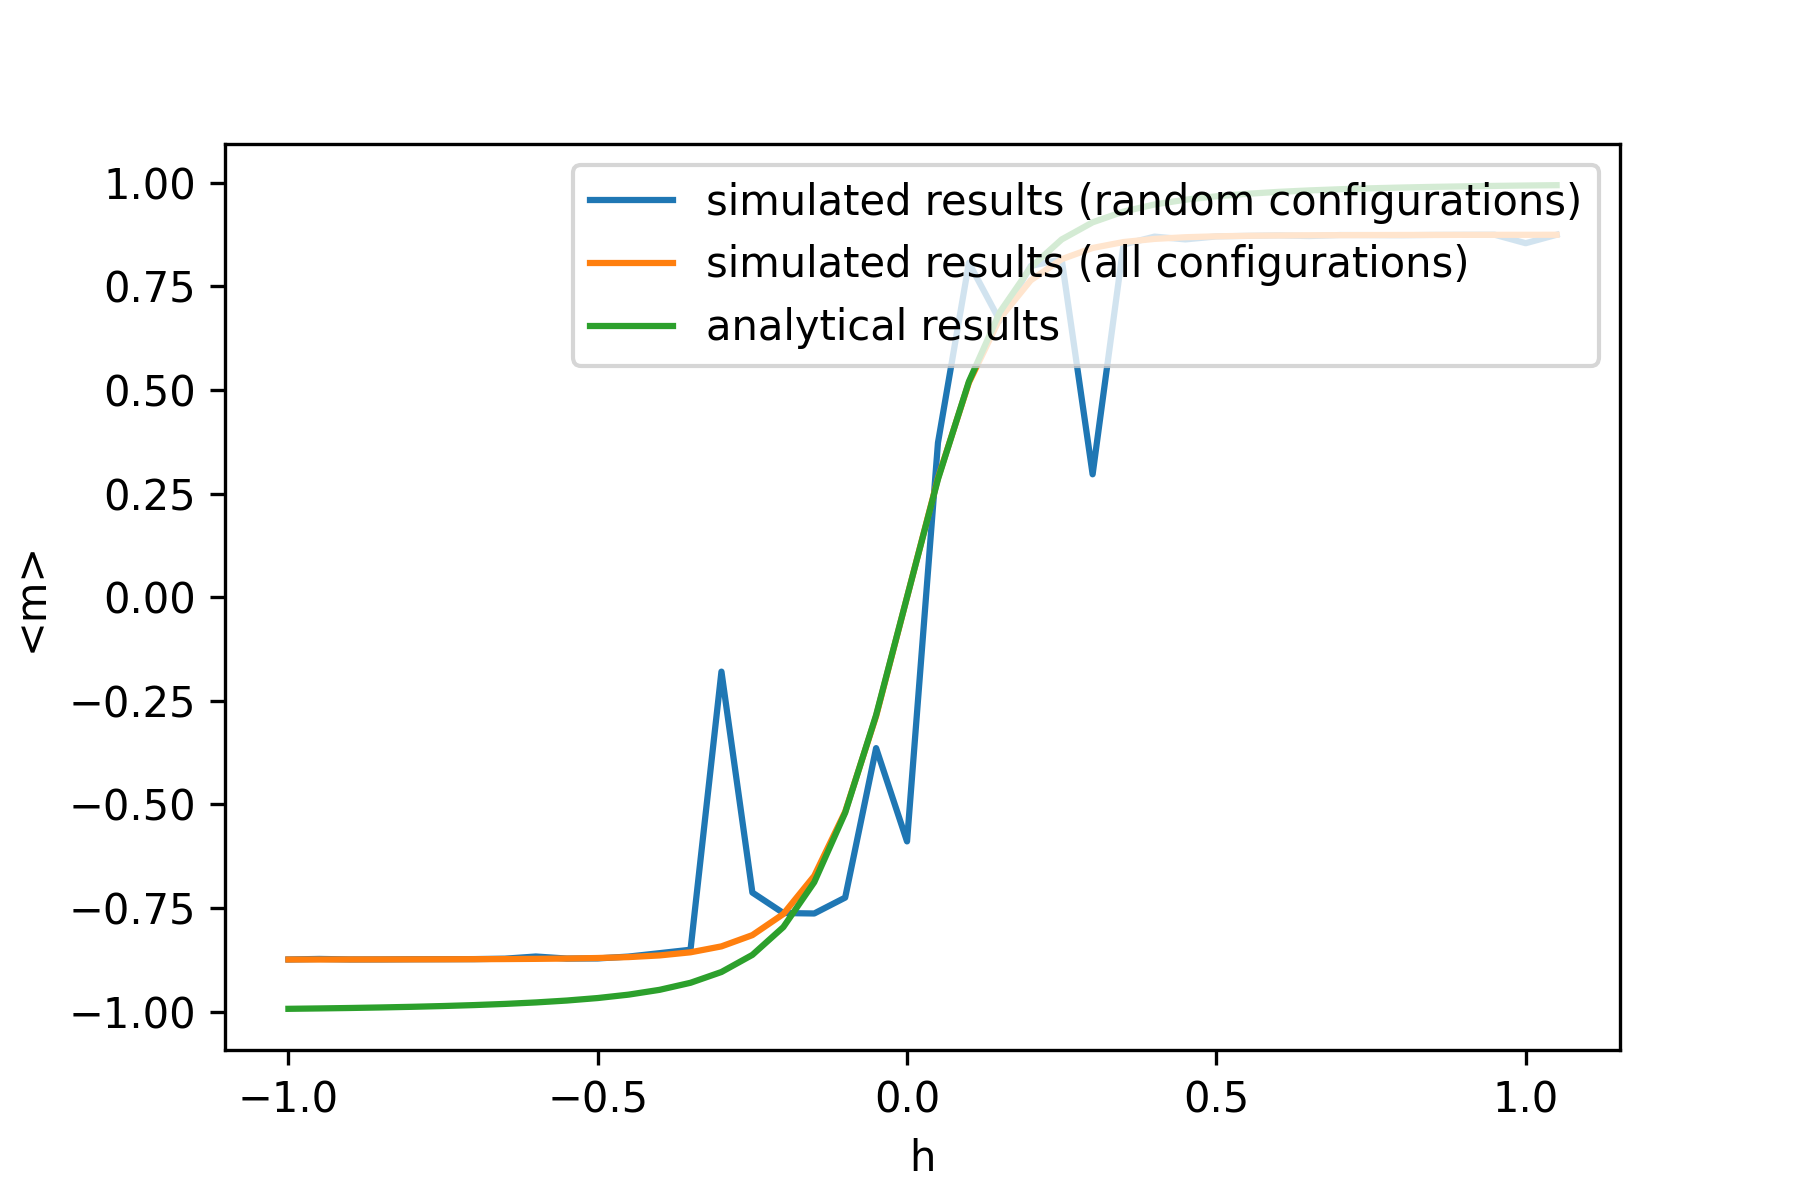 simulated results (random configurations)
simulated results (all configurations)
analytical results
1.00
0.75
0.50
0.25
0.00
−0.25
−0.50
−0.75
−1.00
<m>
−1.0
−0.5
0.0
0.5
1.0
h